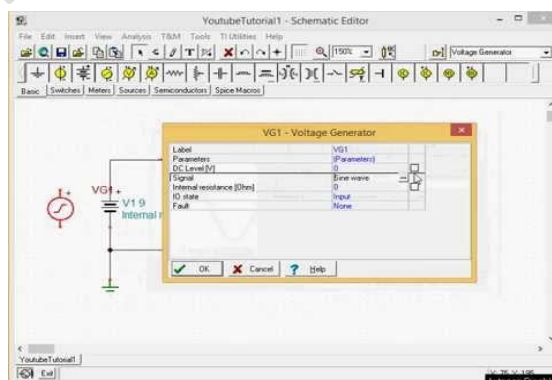 YoutubeTutorial1 - Schematic Editor
File Edit Insert View Analysis T&M Tools TI Utilities Help
150% Voltage Generator
Basic Switches Meters Sources Semiconductors Spice Macros
VG1 - Voltage Generator
Label VG1
Parameters (Parameters)
DC Level [V] 0
Signal Sine wave
Internal resistance [Ohm] 0
IO state Input
Fault None
VG1 +
V1 9
Internal
OK Cancel Help
YoutubeTutorial1
Exit